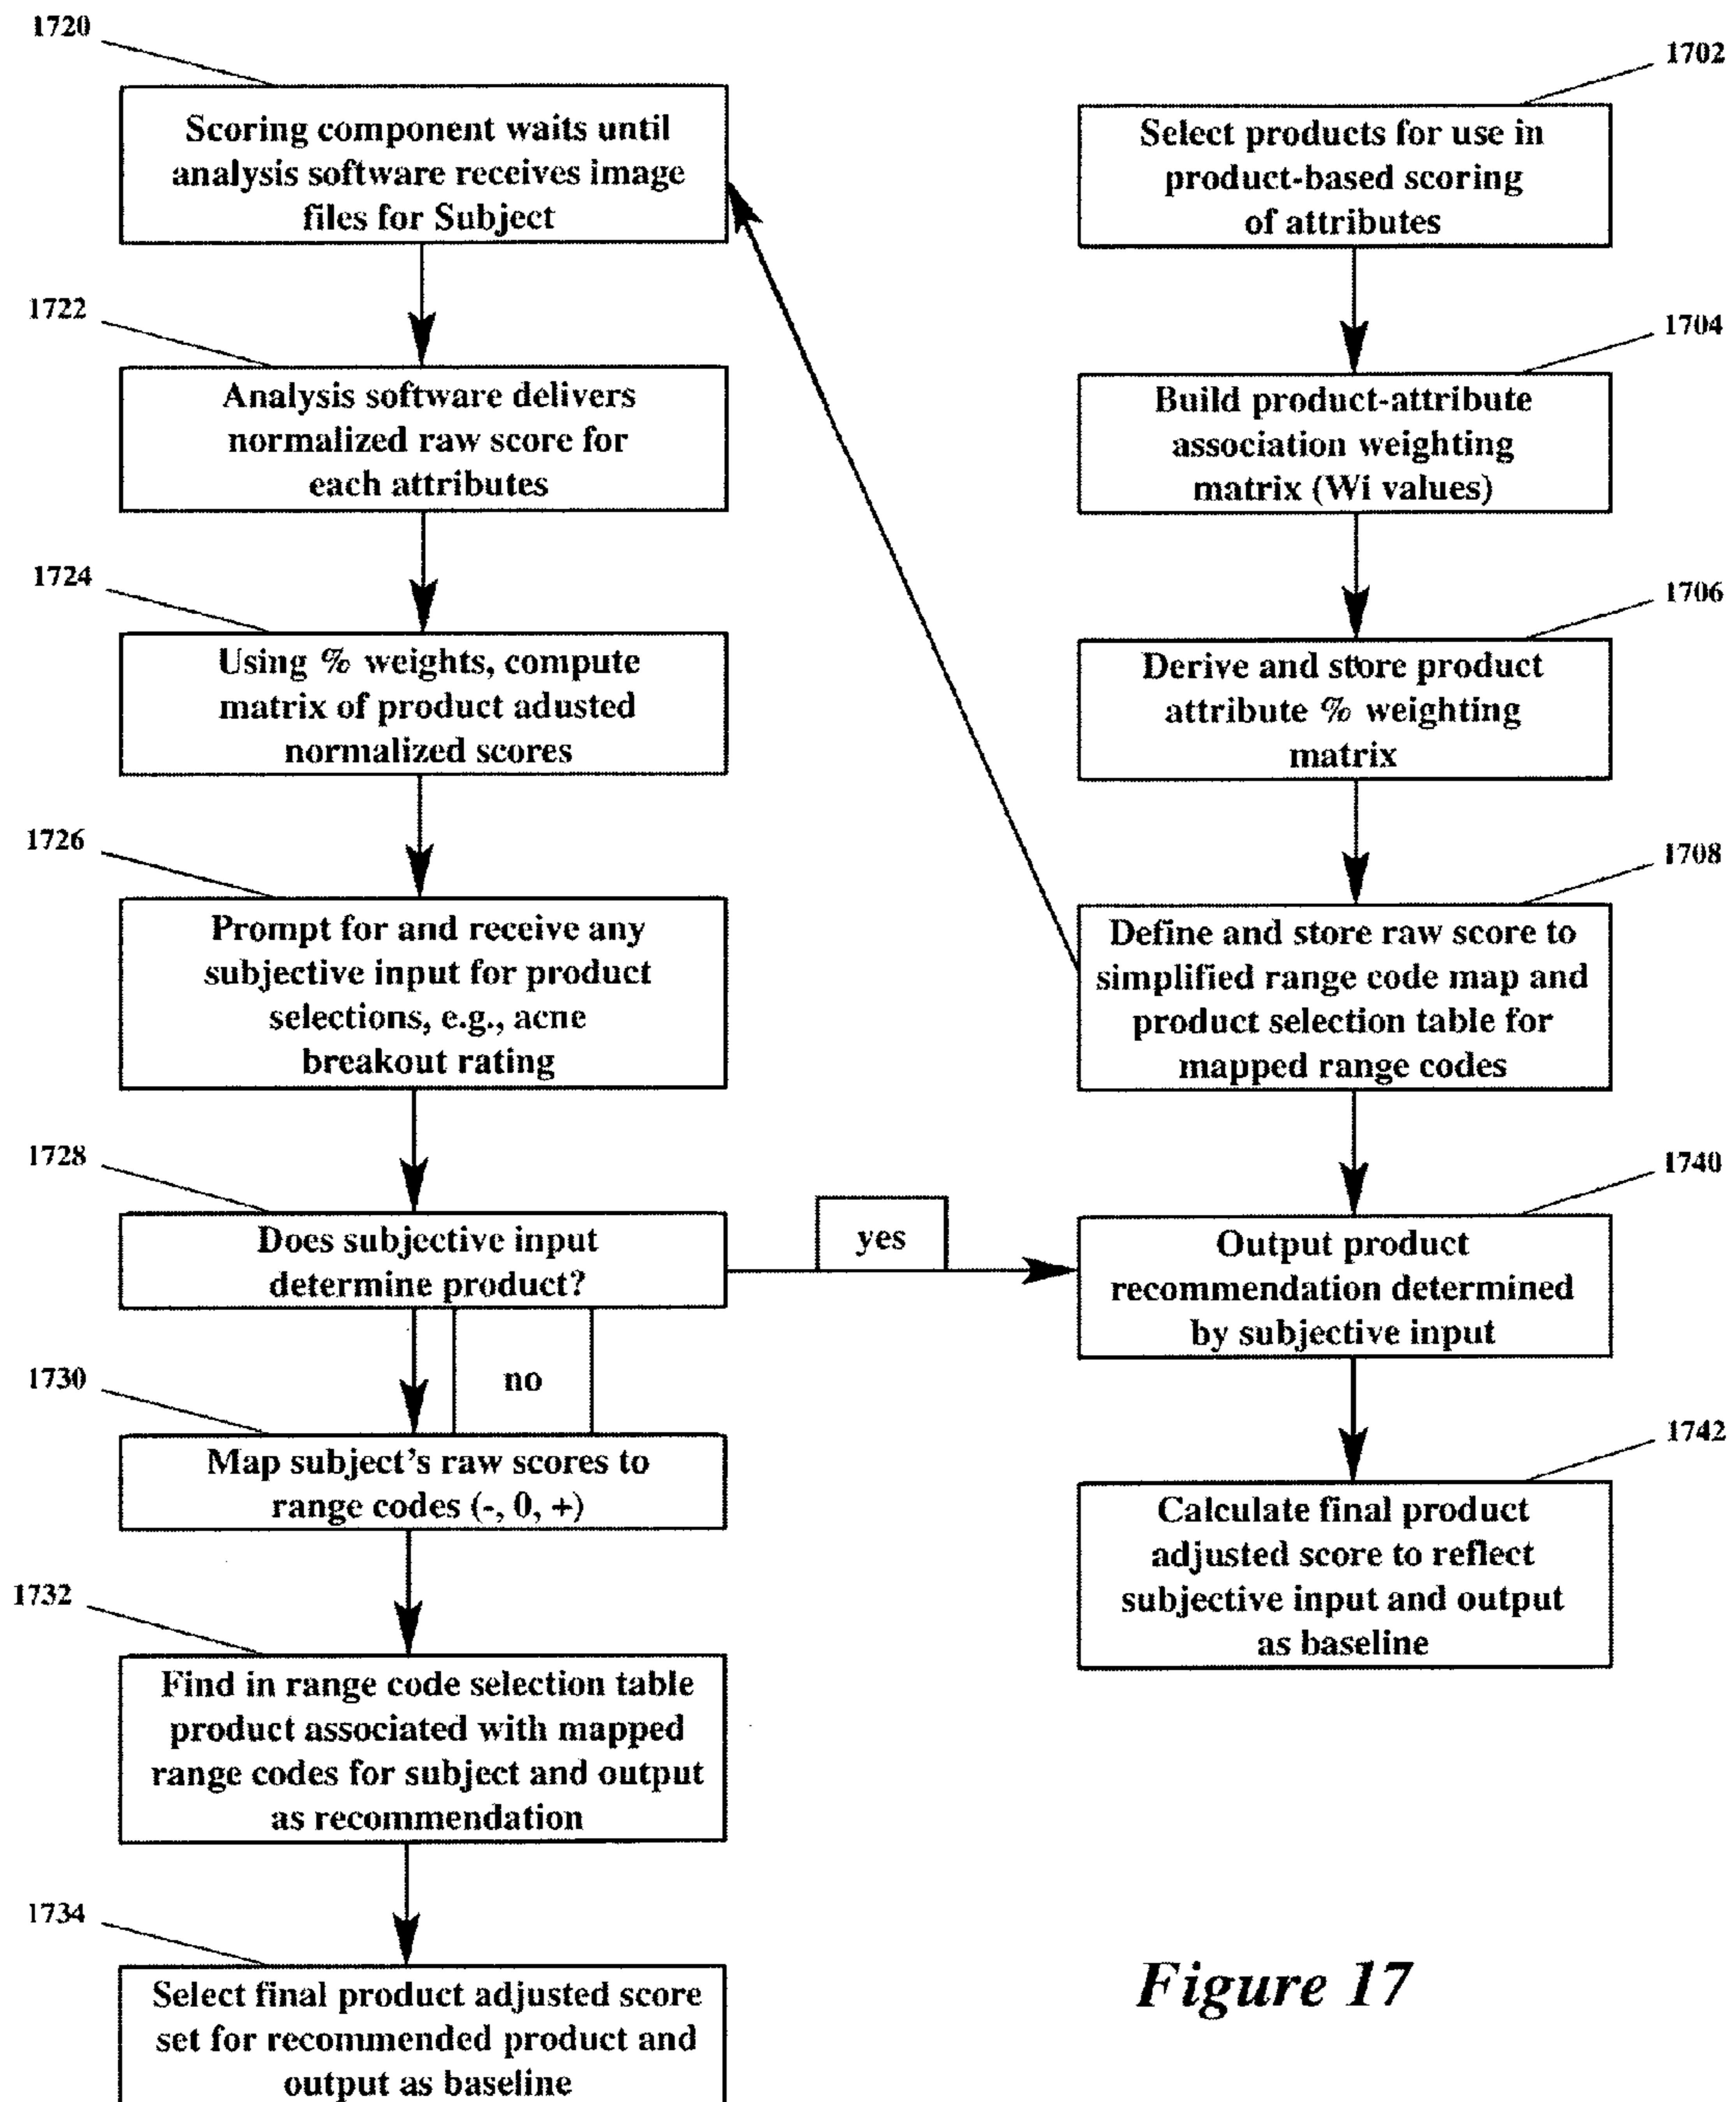 1720
Scoring component waits until
analysis software receives image
files for Subject
1722
Analysis software delivers
normalized raw score for
each attributes
1724
Using % weights, compute
matrix of product adusted
normalized scores
1726
Prompt for and receive any
subjective input for product
selections, e.g., acne
breakout rating
1728
Does subjective input
determine product?
yes
no
1730
Map subject's raw scores to
range codes (-, 0, +)
1732
Find in range code selection table
product associated with mapped
range codes for subject and output
as recommendation
1734
Select final product adjusted score
set for recommended product and
output as baseline
1702
Select products for use in
product-based scoring
of attributes
1704
Build product-attribute
association weighting
matrix (Wi values)
1706
Derive and store product
attribute % weighting
matrix
1708
Define and store raw score to
simplified range code map and
product selection table for
mapped range codes
1740
Output product
recommendation determined
by subjective input
1742
Calculate final product
adjusted score to reflect
subjective input and output
as baseline
Figure 17